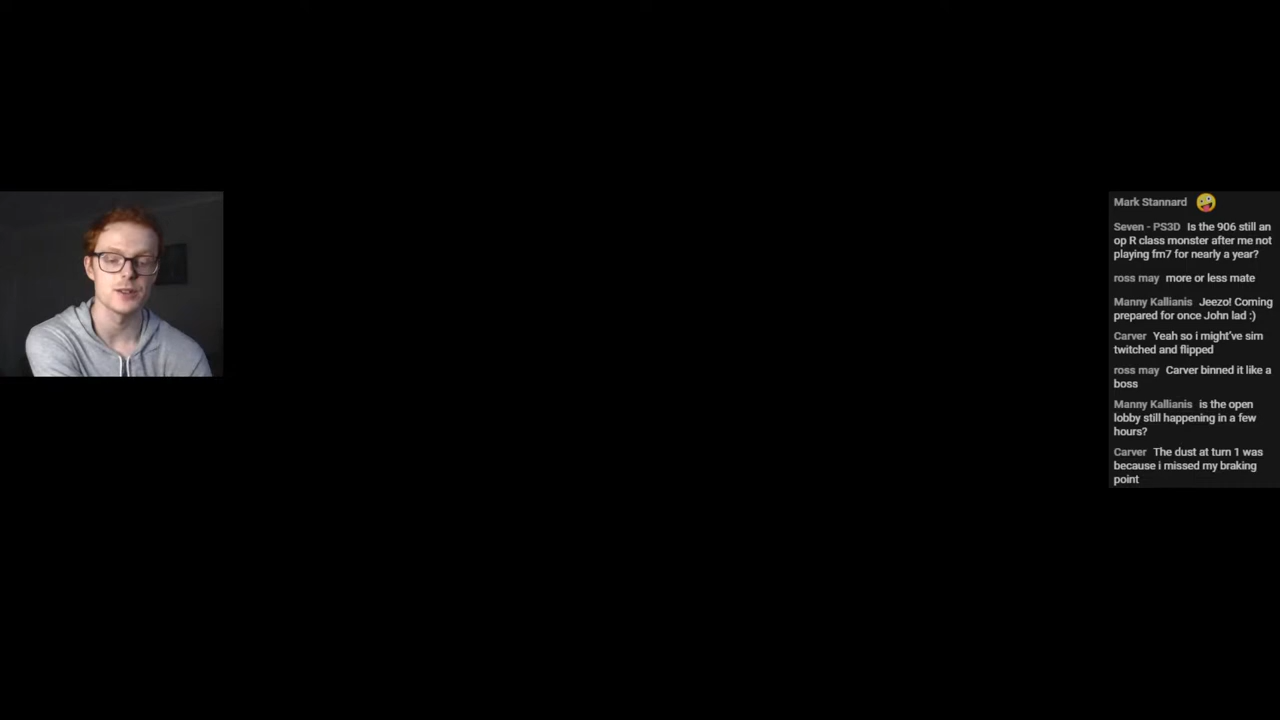 Mark Stannard 🤪
Seven - PS3D Is the 906 still an
op R class monster after me not
playing fm7 for nearly a year?
ross may more or less mate
Manny Kallianis Jeezo! Coming
prepared for once John lad :)
Carver Yeah so i might've sim
twitched and flipped
ross may Carver binned it like a
boss
Manny Kallianis is the open
lobby still happening in a few
hours?
Carver The dust at turn 1 was
because i missed my braking
point